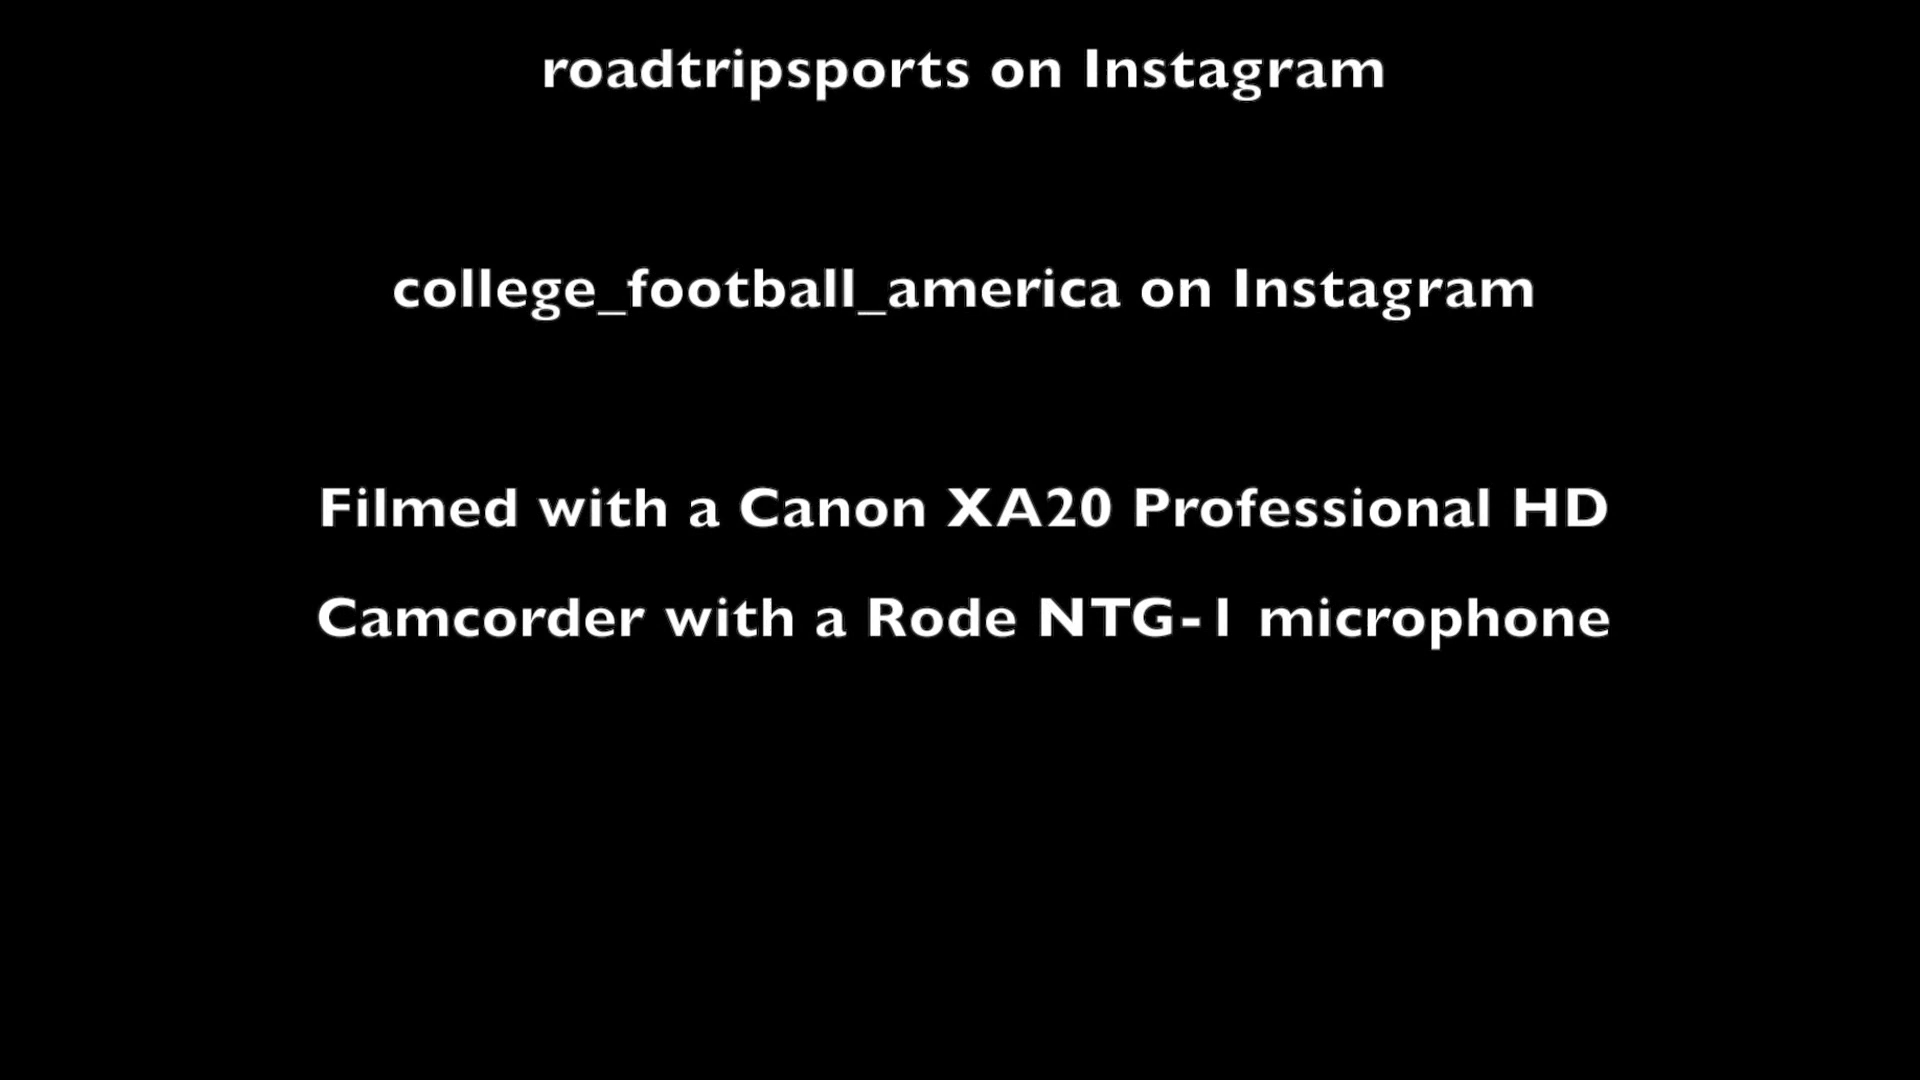 roadtripsports on Instagram
college_football_america on Instagram
Filmed with a Canon XA20 Professional HD
Camcorder with a Rode NTG-1 microphone